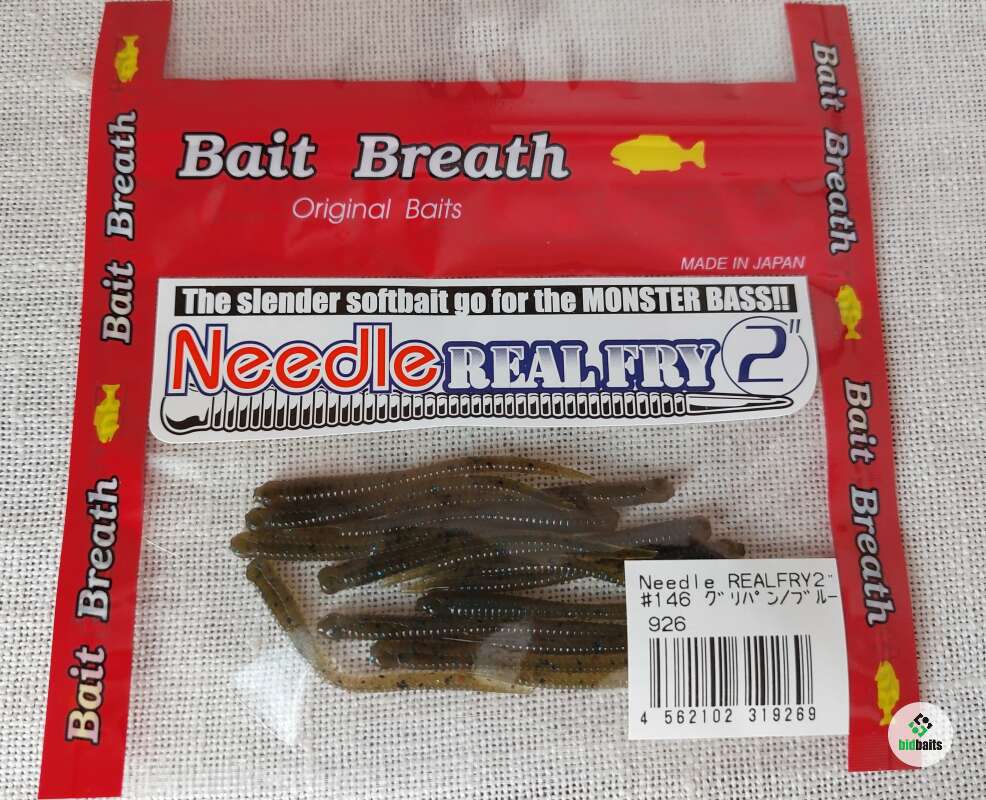 Bait Breath
Original Baits
MADE IN JAPAN
The slender softbait go for the MONSTER BASS!!
Needle REAL FRY 2"
Bait Breath
Bait Breath
Bait Breath
Bait Breath
Needle REALFRY2"
#146 グリパン/ブルー
926
4 562102 319269
bidbaits